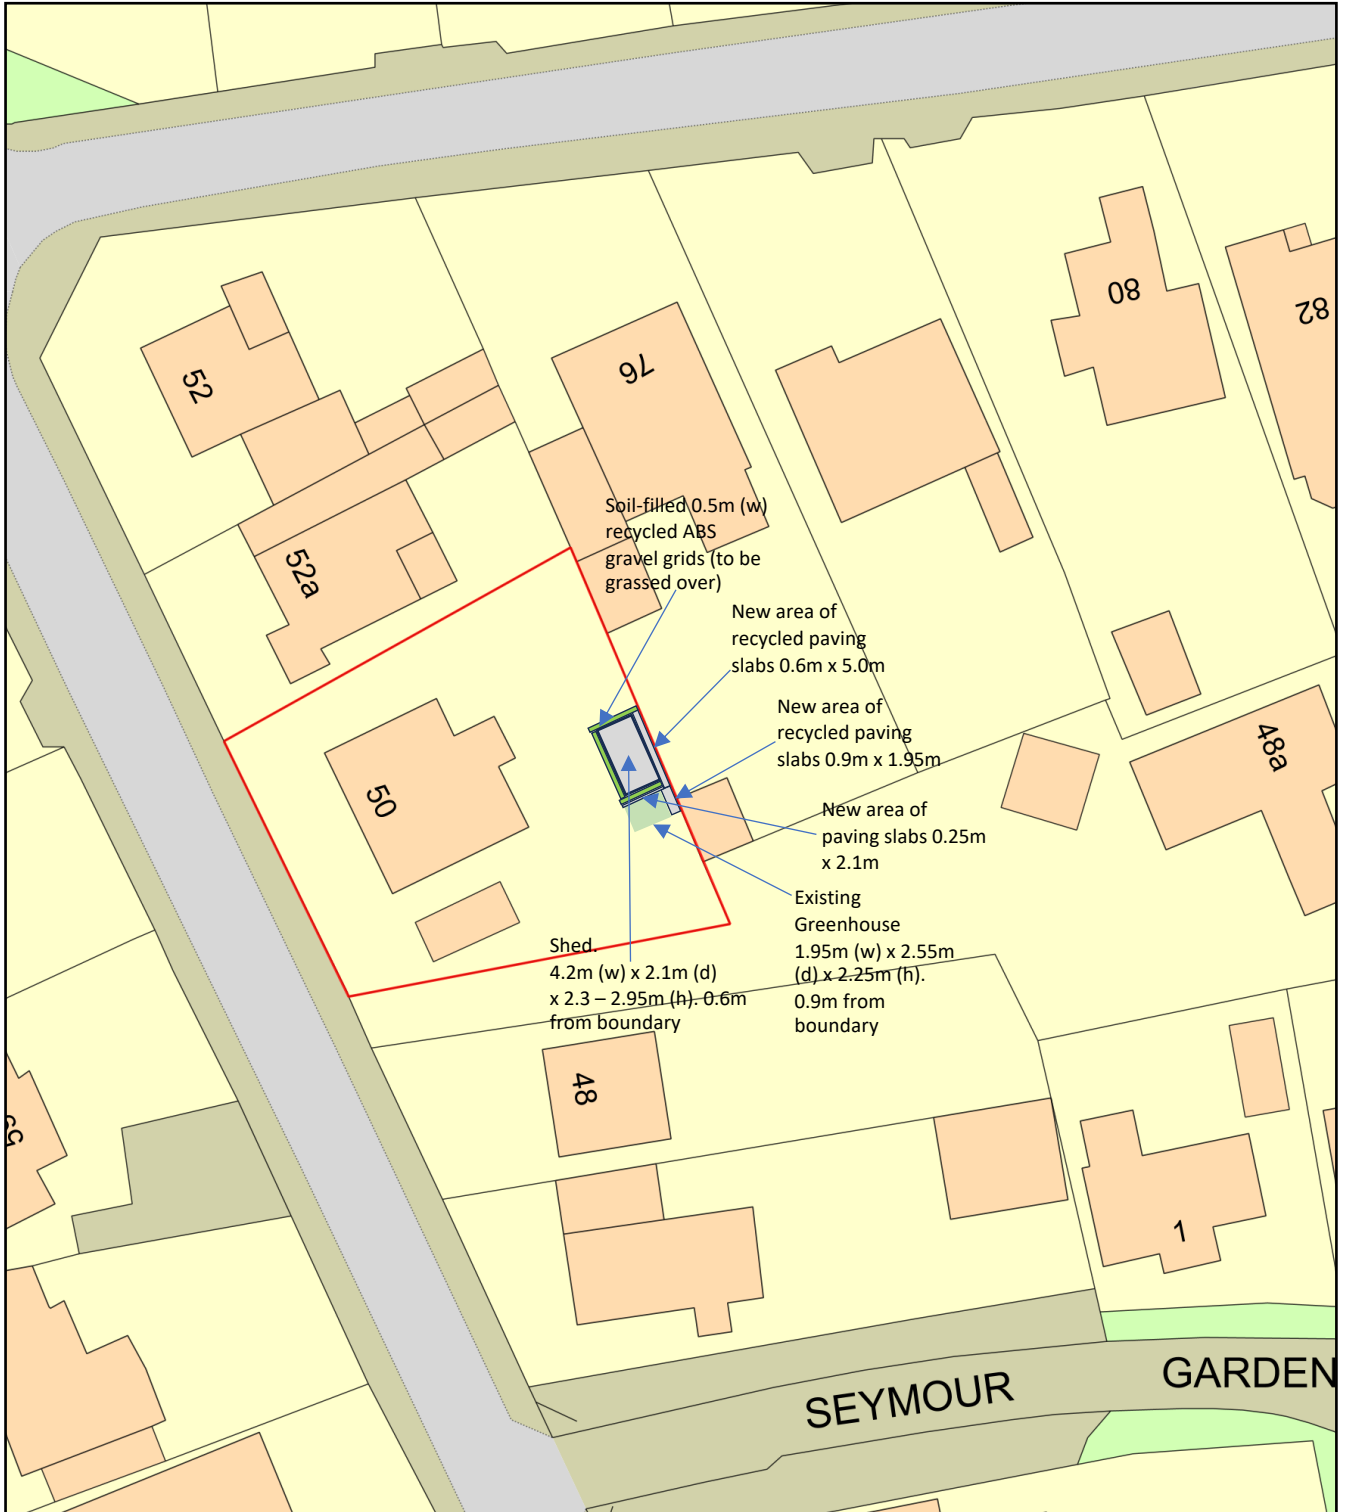 80
82
76
52
Soil-filled 0.5m (w)
recycled ABS
gravel grids (to be
grassed over)
52a
New area of
recycled paving
slabs 0.6m x 5.0m
New area of
recycled paving
slabs 0.9m x 1.95m
48a
50
New area of
paving slabs 0.25m
x 2.1m
Existing
Greenhouse
1.95m (w) x 2.55m
(d) x 2.25m (h).
0.9m from
boundary
Shed.
4.2m (w) x 2.1m (d)
x 2.3 – 2.95m (h). 0.6m
from boundary
48
1
SEYMOUR GARDEN